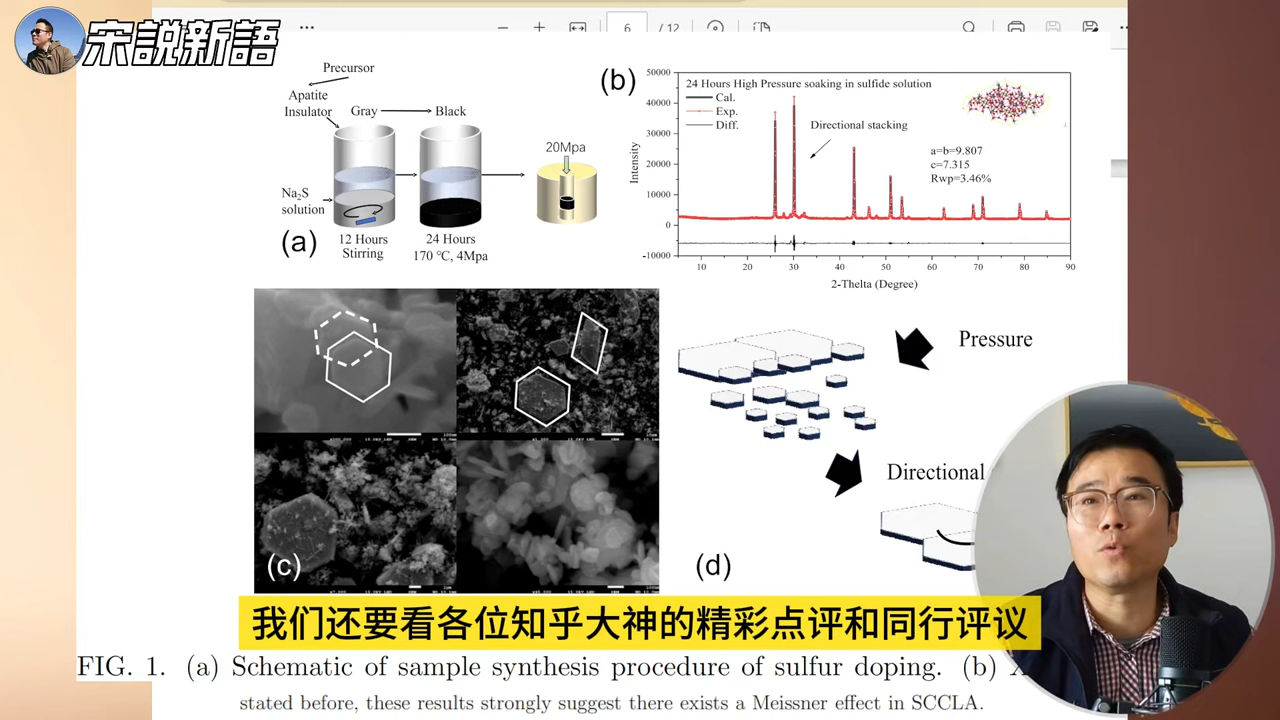 宋説新語
6 /12
Precursor
Apatite
Insulator
Gray
Black
Na₂S
solution
12 Hours
Stirring
24 Hours
170 ℃, 4Mpa
20Mpa
(a)
(b)
24 Hours High Pressure soaking in sulfide solution
Cal.
Exp.
Diff.
Directional stacking
a=b=9.807
c=7.315
Rwp=3.46%
Intensity
50000
40000
30000
20000
10000
0
-10000
10 20 30 40 50 60 70 80 90
2-Thelta (Degree)
(c)
Pressure
Directional
(d)
我们还要看各位知乎大神的精彩点评和同行评议
FIG. 1. (a) Schematic of sample synthesis procedure of sulfur doping. (b)
stated before, these results strongly suggest there exists a Meissner effect in SCCLA.